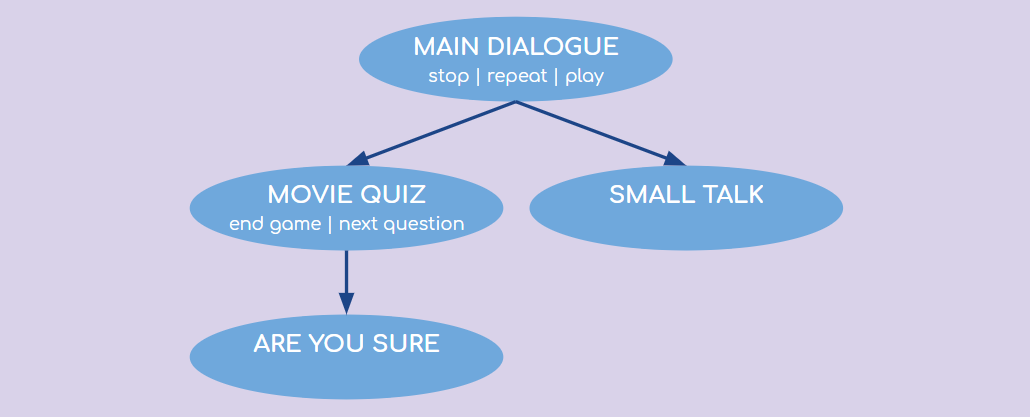 MAIN DIALOGUE
stop | repeat | play
MOVIE QUIZ
end game | next question
SMALL TALK
ARE YOU SURE